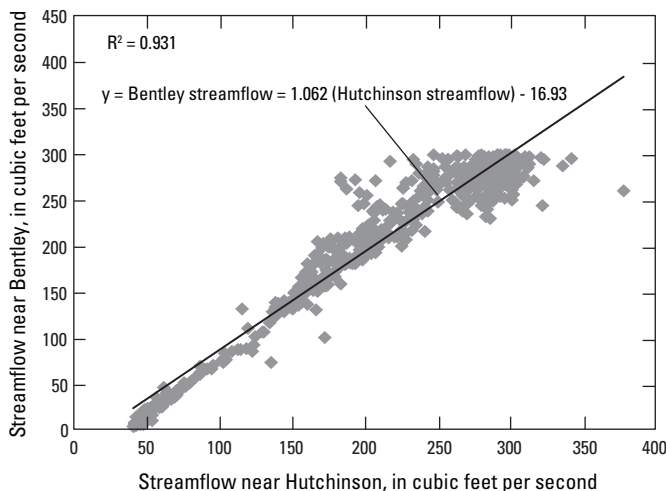 450
400
350
300
250
200
150
100
50
0
R² = 0.931
y = Bentley streamflow = 1.062 (Hutchinson streamflow) - 16.93
Streamflow near Bentley, in cubic feet per second
0 50 100 150 200 250 300 350 400
Streamflow near Hutchinson, in cubic feet per second